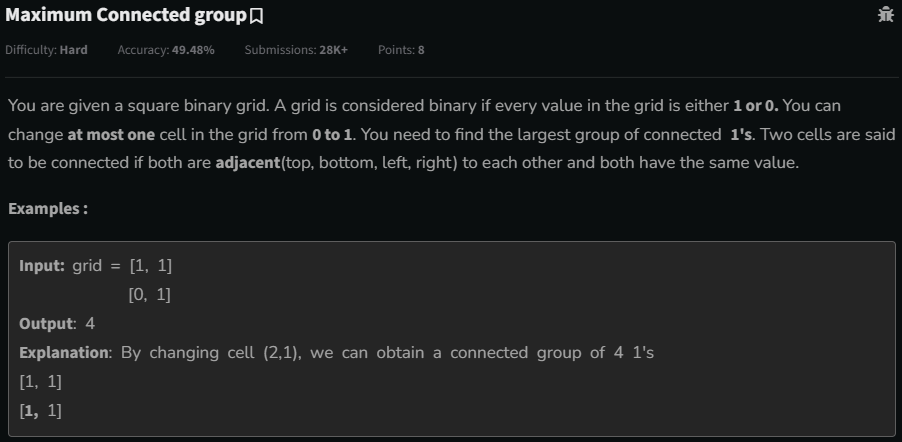 Maximum Connected group
Difficulty: Hard Accuracy: 49.48% Submissions: 28K+ Points: 8
You are given a square binary grid. A grid is considered binary if every value in the grid is either 1 or 0. You can
change at most one cell in the grid from 0 to 1. You need to find the largest group of connected 1's. Two cells are said
to be connected if both are adjacent(top, bottom, left, right) to each other and both have the same value.
Examples :
Input: grid = [1, 1]
[0, 1]
Output: 4
Explanation: By changing cell (2,1), we can obtain a connected group of 4 1's
[1, 1]
[1, 1]